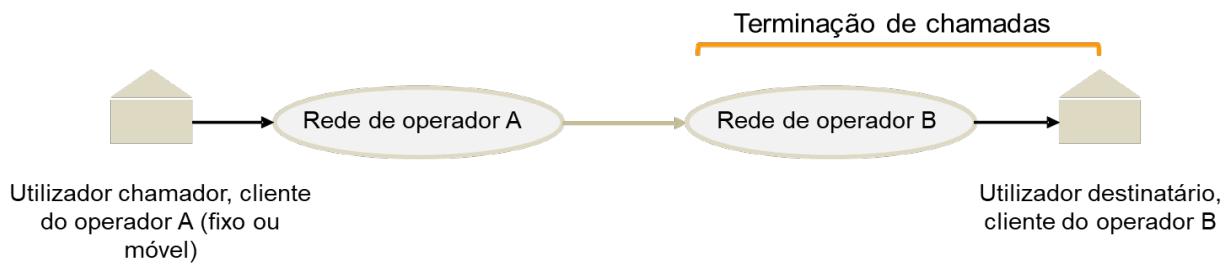 Terminação de chamadas
Rede de operador A
Rede de operador B
Utilizador chamador, cliente
do operador A (fixo ou
móvel)
Utilizador destinatário,
cliente do operador B